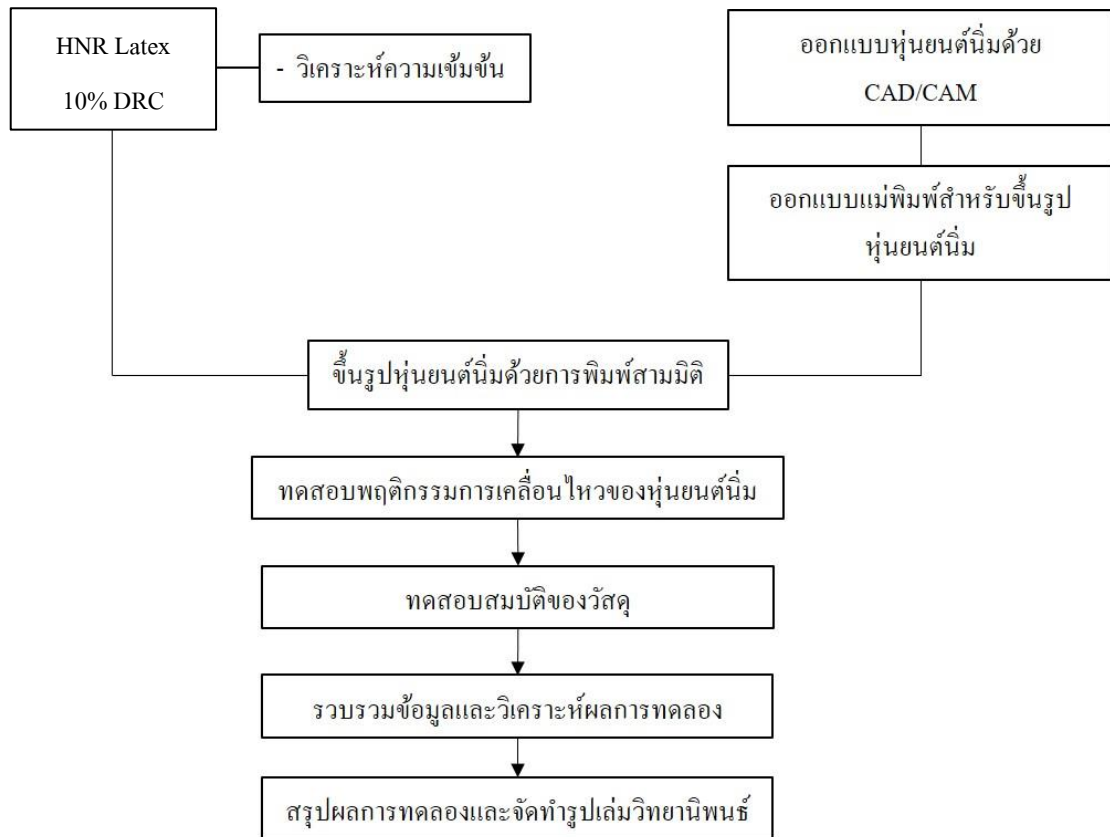 HNR Latex
10% DRC
- วิเคราะห์ความเข้มข้น
ออกแบบหุ่นยนต์นิ่มด้วย
CAD/CAM
ออกแบบแม่พิมพ์สำหรับขึ้นรูป
หุ่นยนต์นิ่ม
ขึ้นรูปหุ่นยนต์นิ่มด้วยการพิมพ์สามมิติ
ทดสอบพฤติกรรมการเคลื่อนไหวของหุ่นยนต์นิ่ม
ทดสอบสมบัติของวัสดุ
รวบรวมข้อมูลและวิเคราะห์ผลการทดลอง
สรุปผลการทดลองและจัดทำรูปเล่มวิทยานิพนธ์